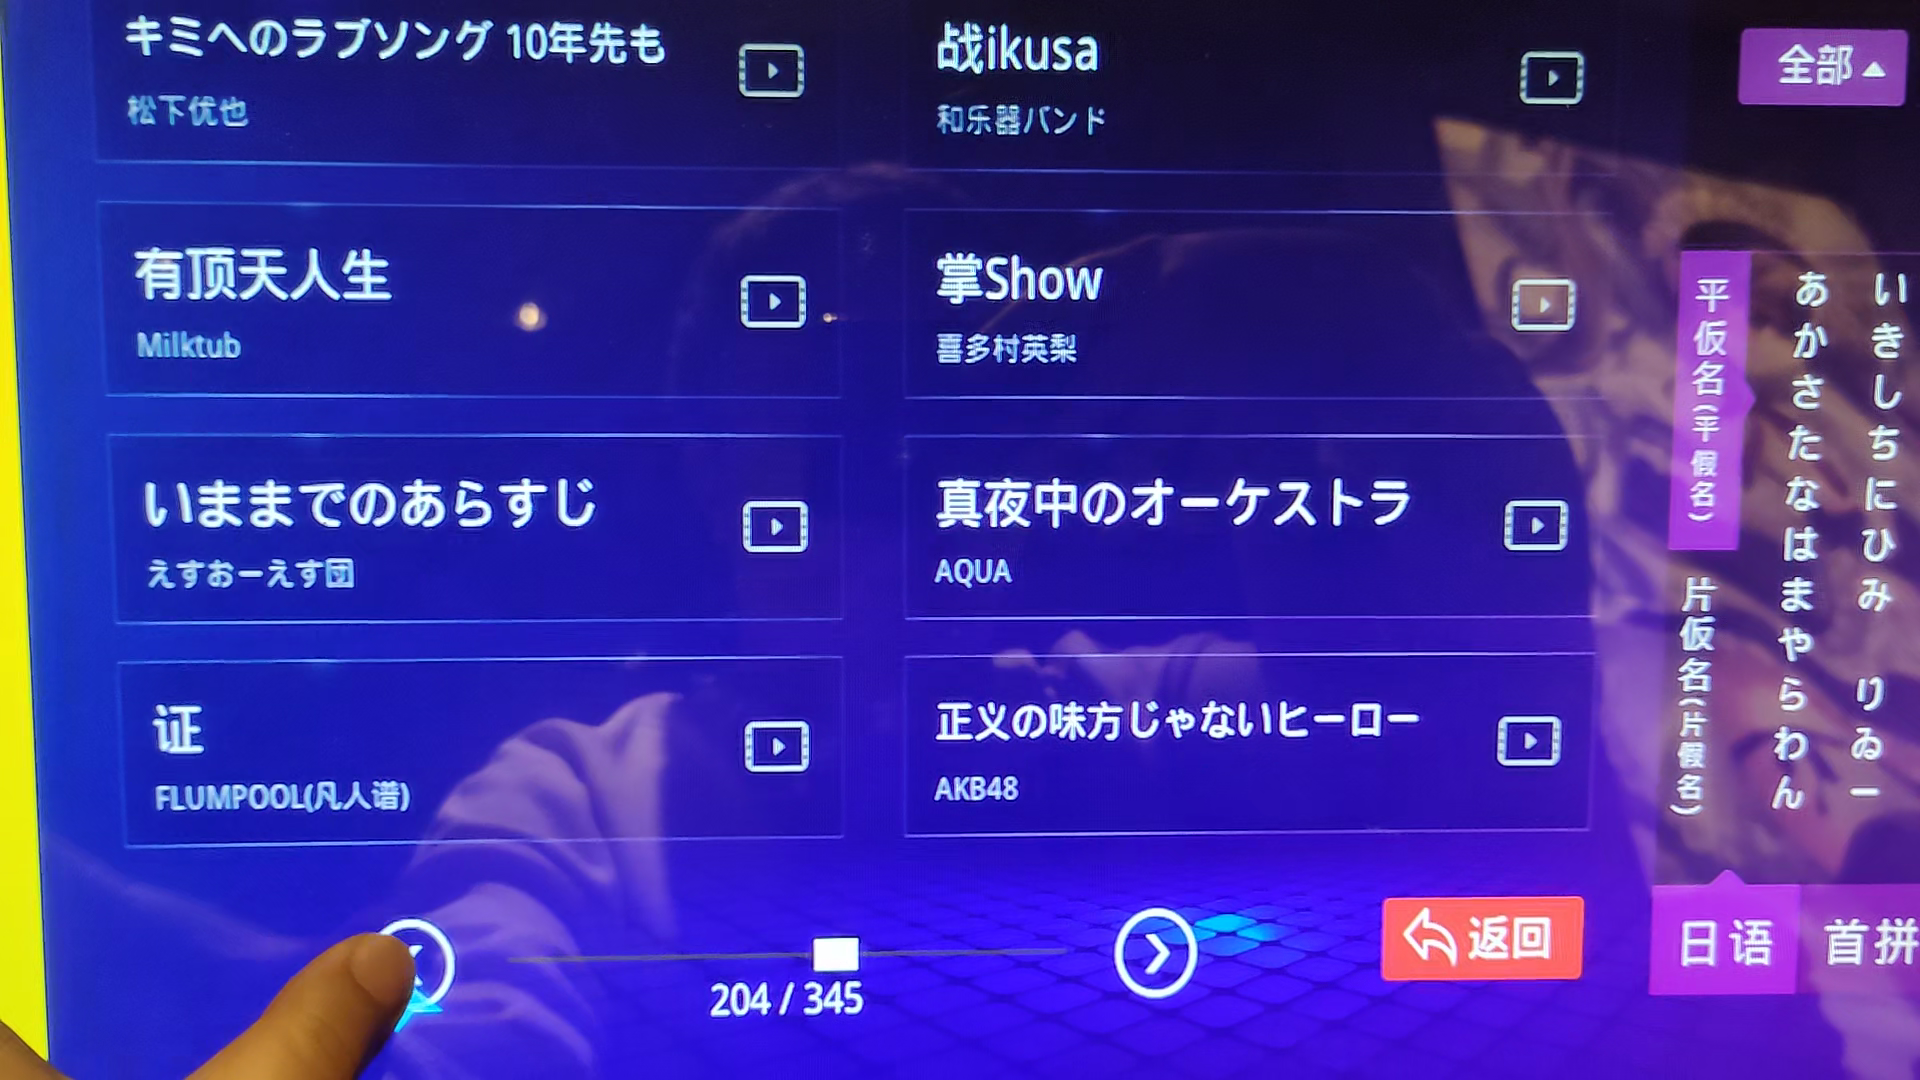 キミへのラブソング 10年先も
松下优也
战ikusa
和乐器バンド
全部
有顶天人生
Milktub
掌Show
喜多村英梨
いままでのあらすじ
えすおーえす団
真夜中のオーケストラ
AQUA
证
FLUMPOOL(凡人谱)
正义の味方じゃないヒーロー
AKB48
平仮名(平假名)
片仮名(片假名)
あかさたなはまやらわん
いきしちにひみ りゐー
204 / 345
返回
日语
首拼